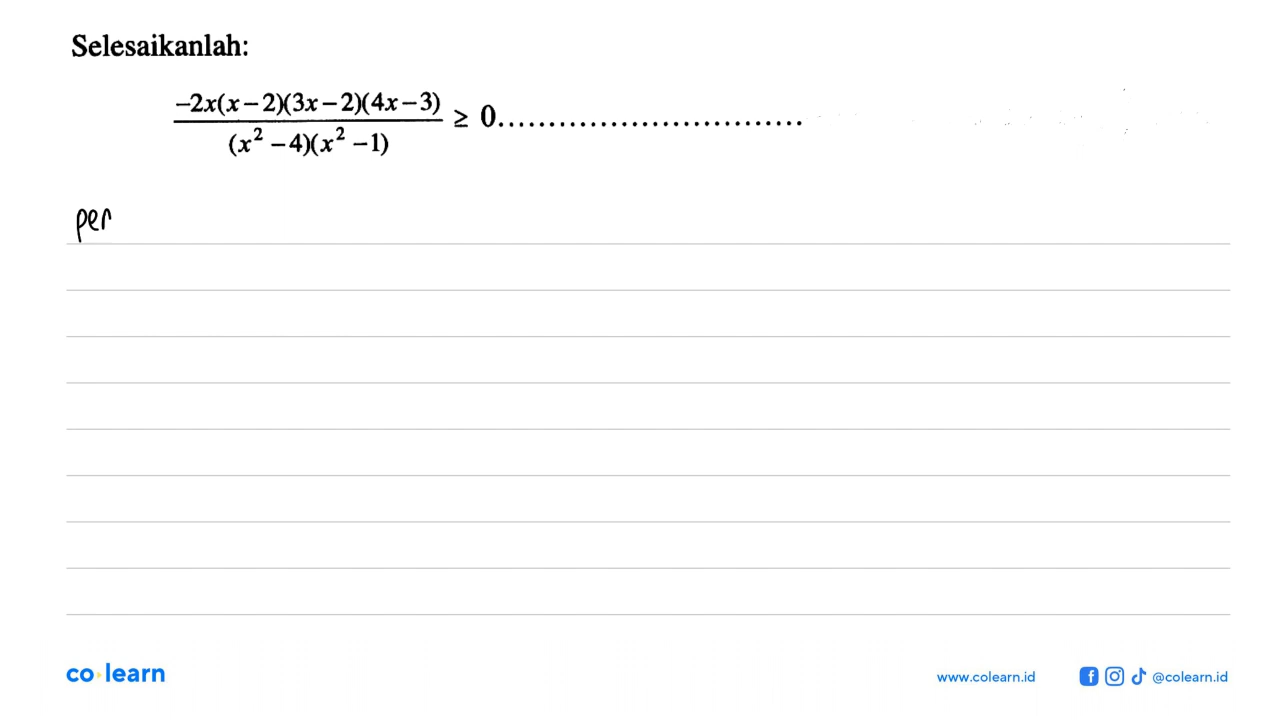 Selesaikanlah:
-2x(x-2)(3x-2)(4x-3)
(x² -4)(x² -1)
≥ 0..............................
per
co learn
www.colearn.id
@colearn.id